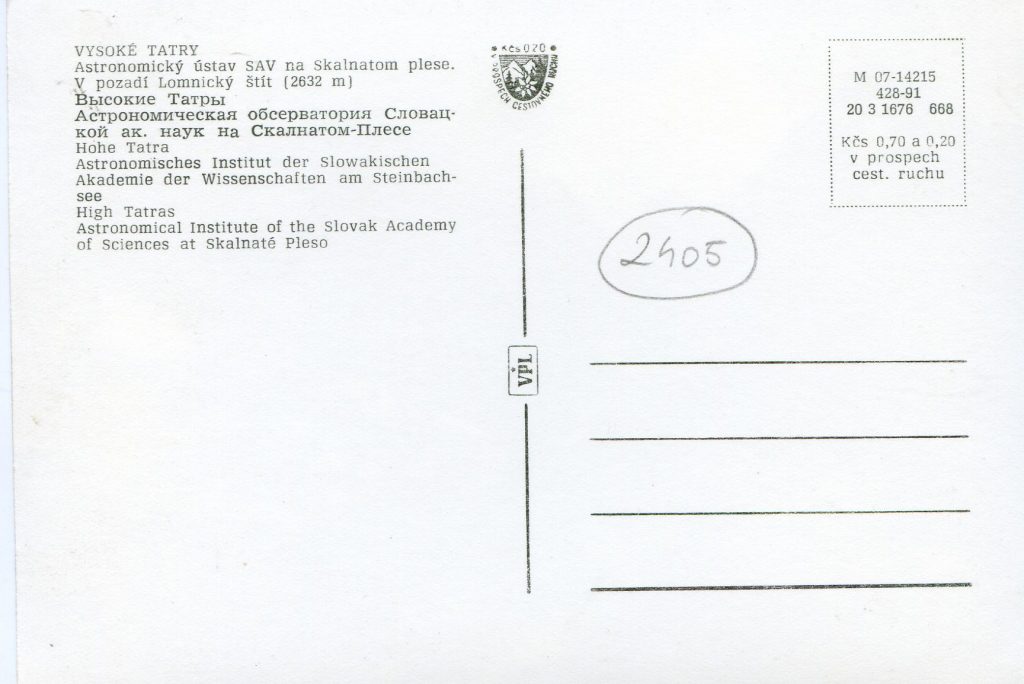 VYSOKÉ TATRY
Astronomický ústav SAV na Skalnatom plese.
V pozadí Lomnický štít (2632 m)
Высокие Татры
Астрономическая обсерватория Словац-
кой ак. наук на Скалнатом-Плесе
Hohe Tatra
Astronomisches Institut der Slowakischen
Akademie der Wissenschaften am Steinbach-
see
High Tatras
Astronomical Institute of the Slovak Academy
of Sciences at Skalnaté Pleso
Kčs 0.20
V PROSPECH CESTOVNÉHO RUCHU
VPL
M 07-14215
428-91
20 3 1676 668
Kčs 0,70 a 0,20
v prospech
cest. ruchu
2405